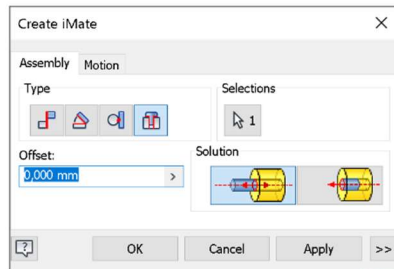 Create iMate
Assembly Motion
Type
Selections
1
Offset:
Solution
0,000 mm
>
?
OK Cancel Apply >>